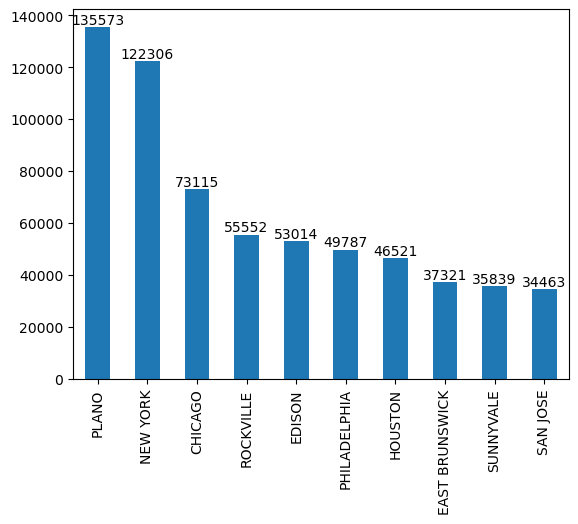 140000
120000
100000
80000
60000
40000
20000
0
135573
122306
73115
55552
53014
49787
46521
37321
35839
34463
PLANO
NEW YORK
CHICAGO
ROCKVILLE
EDISON
PHILADELPHIA
HOUSTON
EAST BRUNSWICK
SUNNYVALE
SAN JOSE